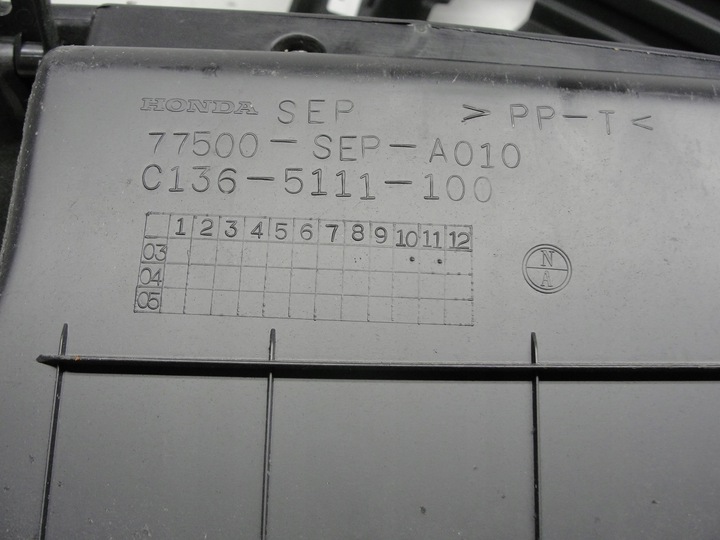 HONDA SEP >PP-T<
77500-SEP-A010
C136-5111-100
1 2 3 4 5 6 7 8 9 10 11 12
03
04
05
N
A